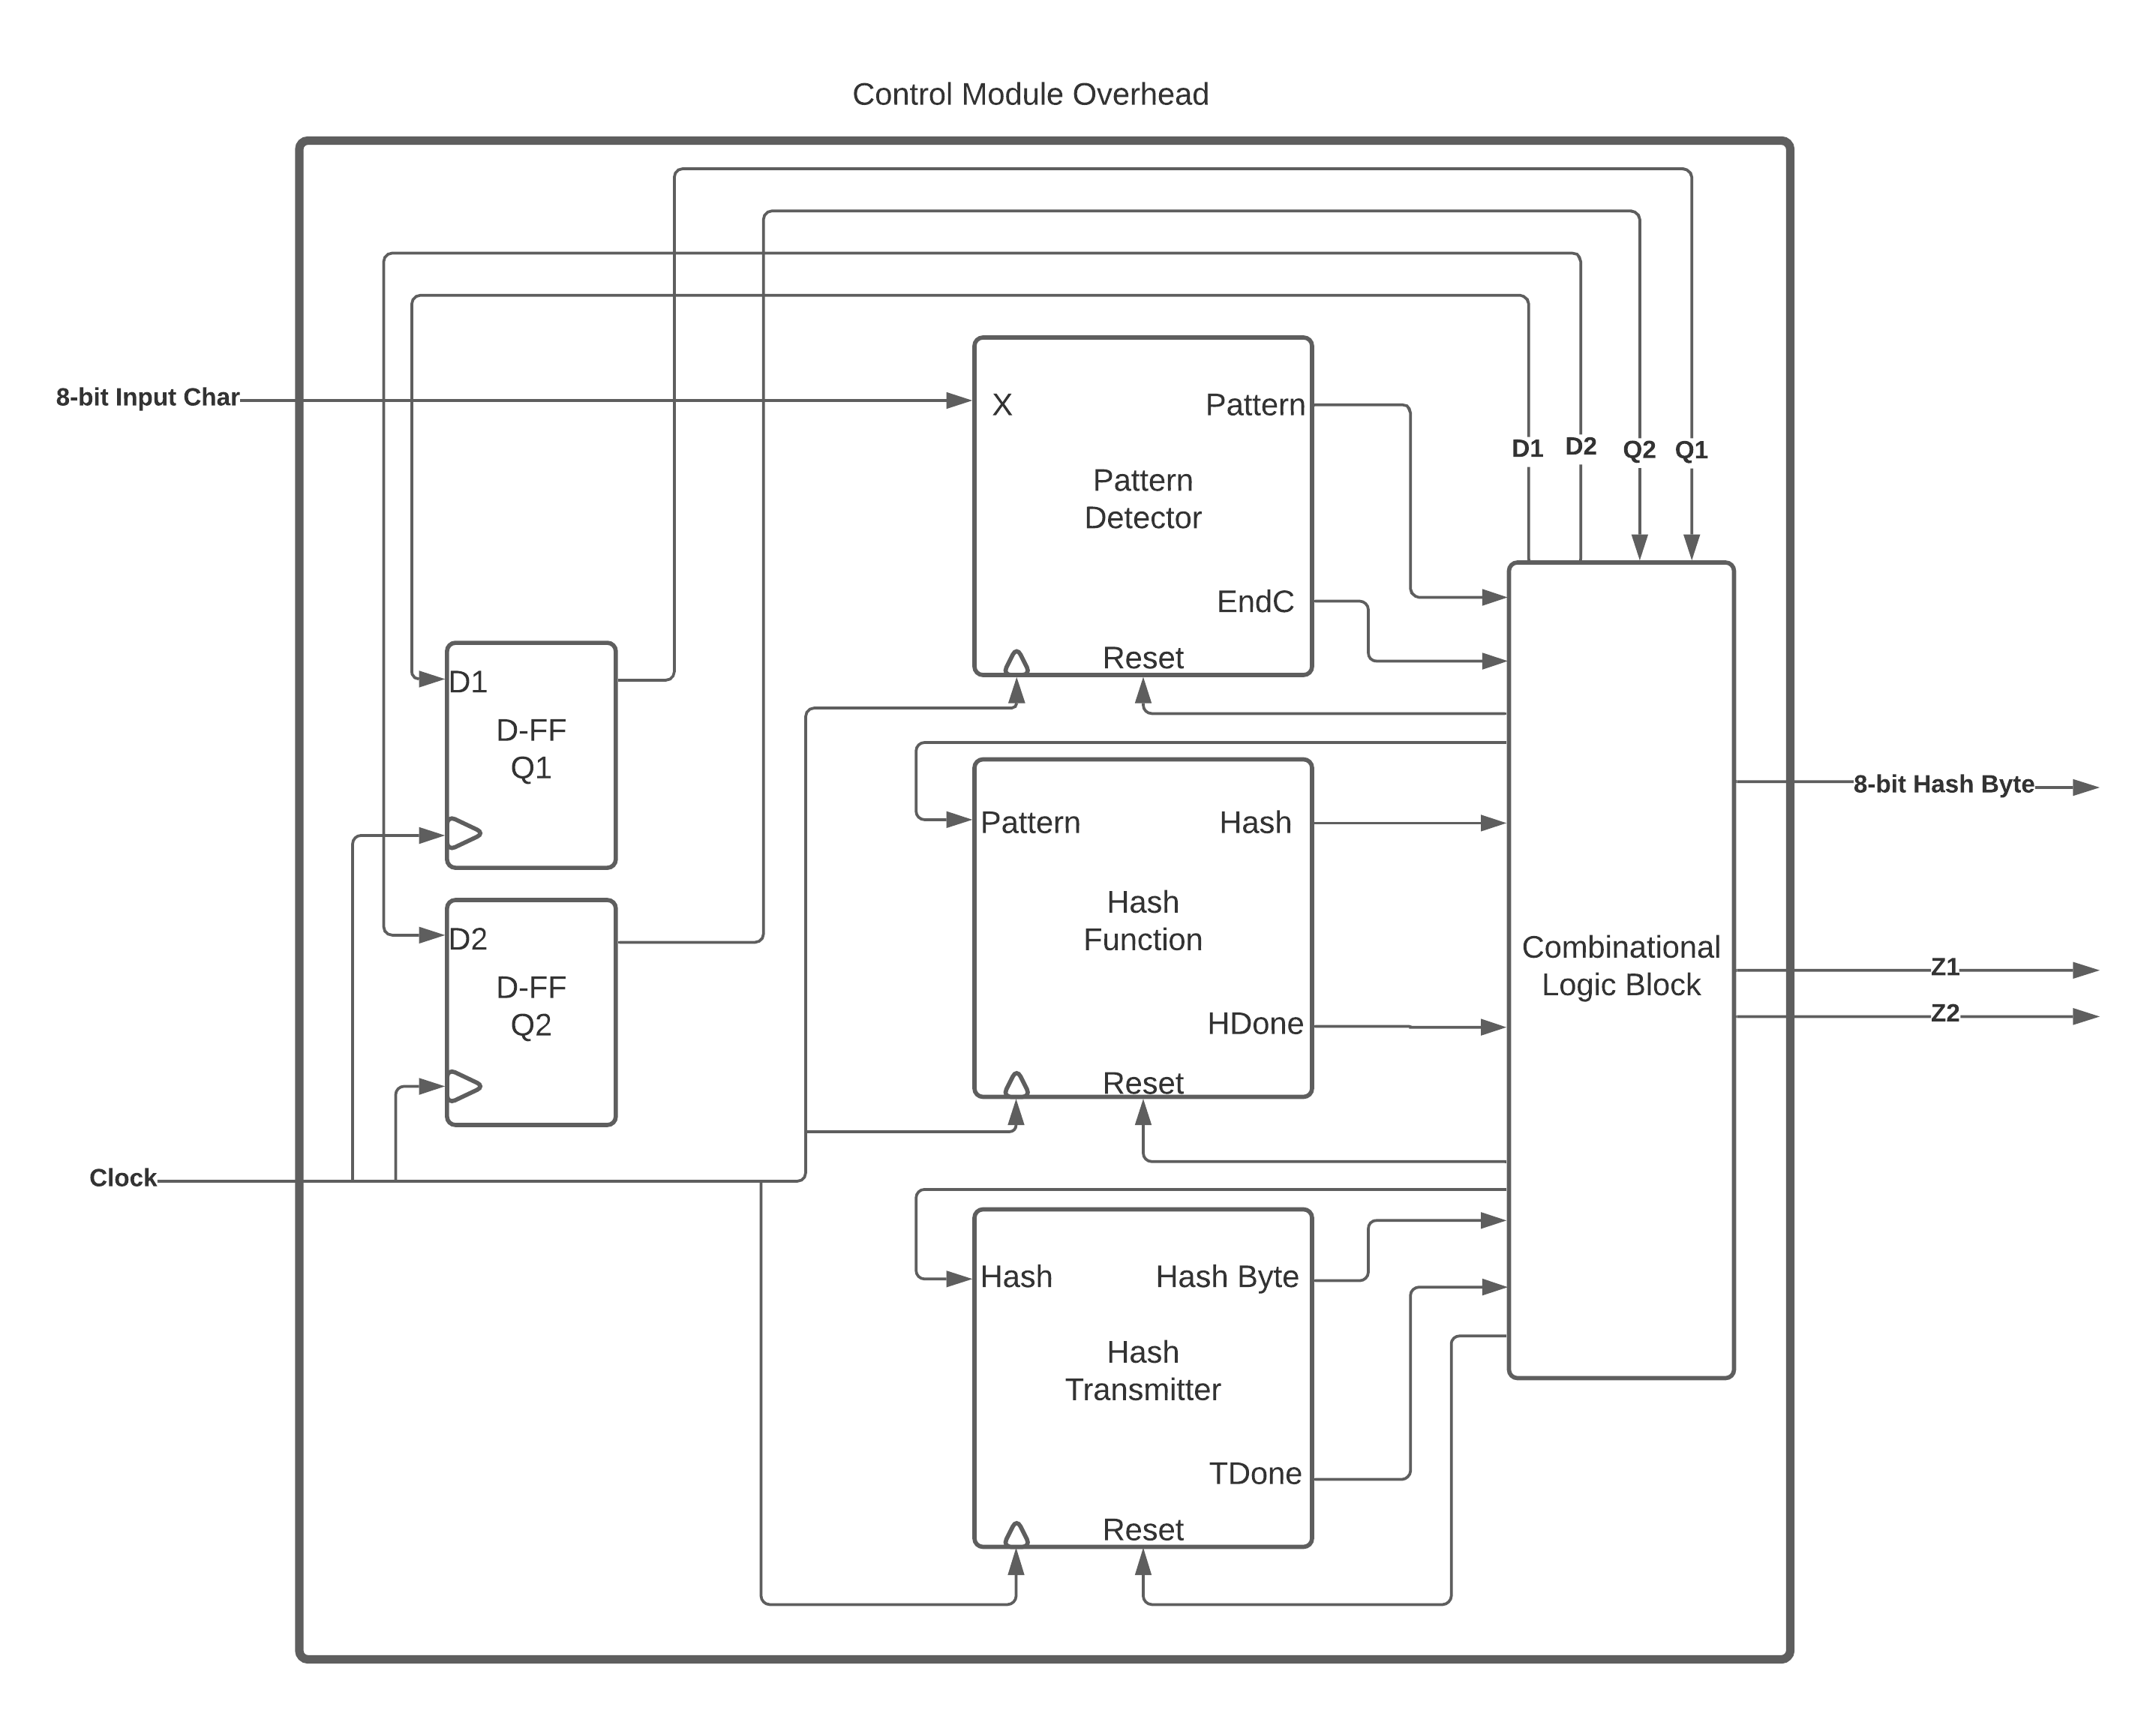 Control Module Overhead
8-bit Input Char
X
Pattern
Pattern
Detector
EndC
Reset
D1
D2
Q2
Q1
D1
D-FF
Q1
D2
D-FF
Q2
Clock
Pattern
Hash
Hash
Function
HDone
Reset
Hash
Hash Byte
Hash
Transmitter
TDone
Reset
Combinational
Logic Block
8-bit Hash Byte
Z1
Z2